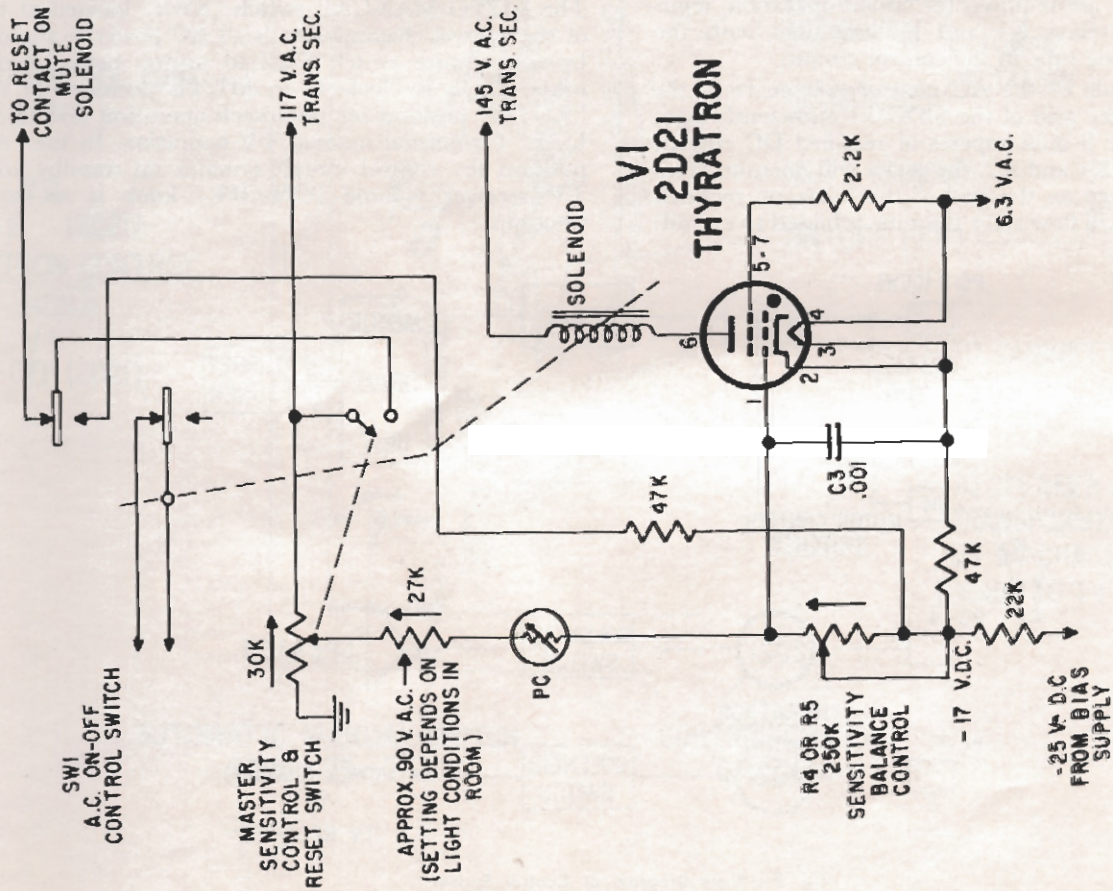 TO RESET
CONTACT ON
MUTE
SOLENOID
SW1
A.C. ON-OFF
CONTROL SWITCH
117 V. A.C.
TRANS. SEC.
MASTER
SENSITIVITY
CONTROL &
RESET SWITCH
30K
145 V. A.C.
TRANS. SEC.
APPROX..90 V. A.C.
(SETTING DEPENDS ON
LIGHT CONDITIONS IN
ROOM)
27K
SOLENOID
47K
PC
V1
2D21
THYRATRON
6
1
5-7
2
3
4
C3
.001
2.2K
R4 OR R5
250K
SENSITIVITY
BALANCE
CONTROL
47K
-17 V.D.C.
22K
6.3 V.A.C.
-25 V. D.C
FROM BIAS
SUPPLY